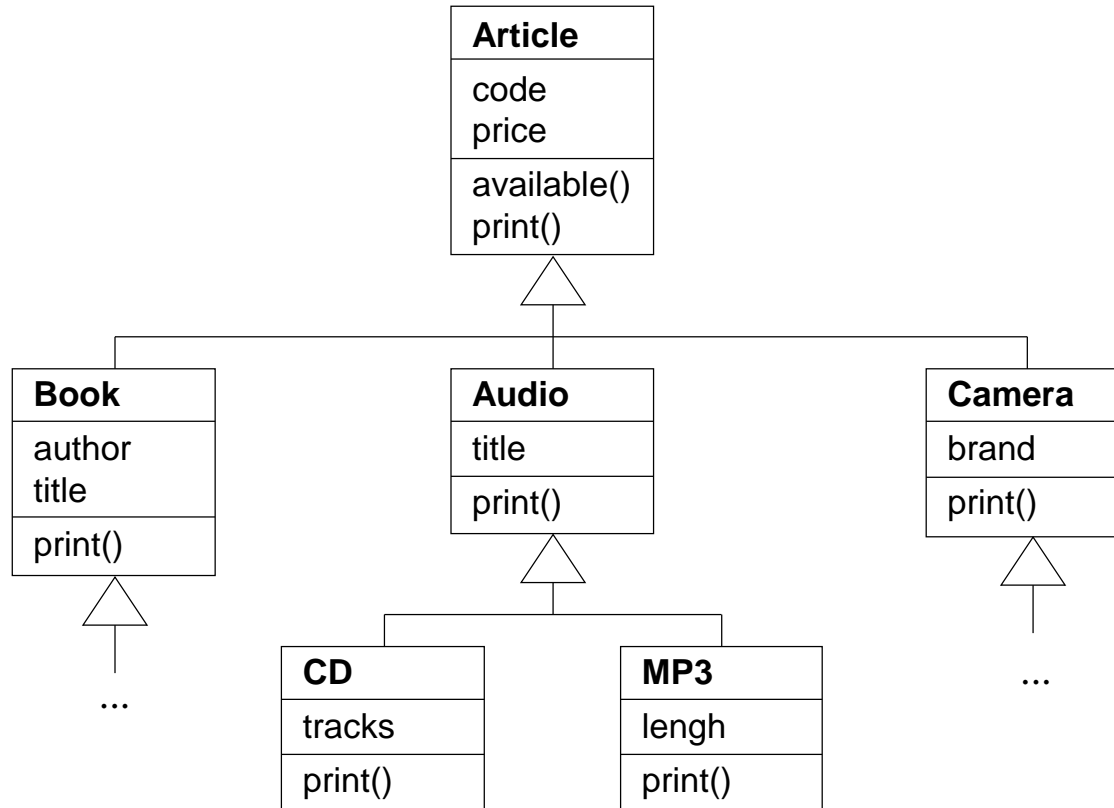 Article
code
price
available()
print()
Book
author
title
print()
...
Audio
title
print()
Camera
brand
print()
...
CD
tracks
print()
MP3
lengh
print()